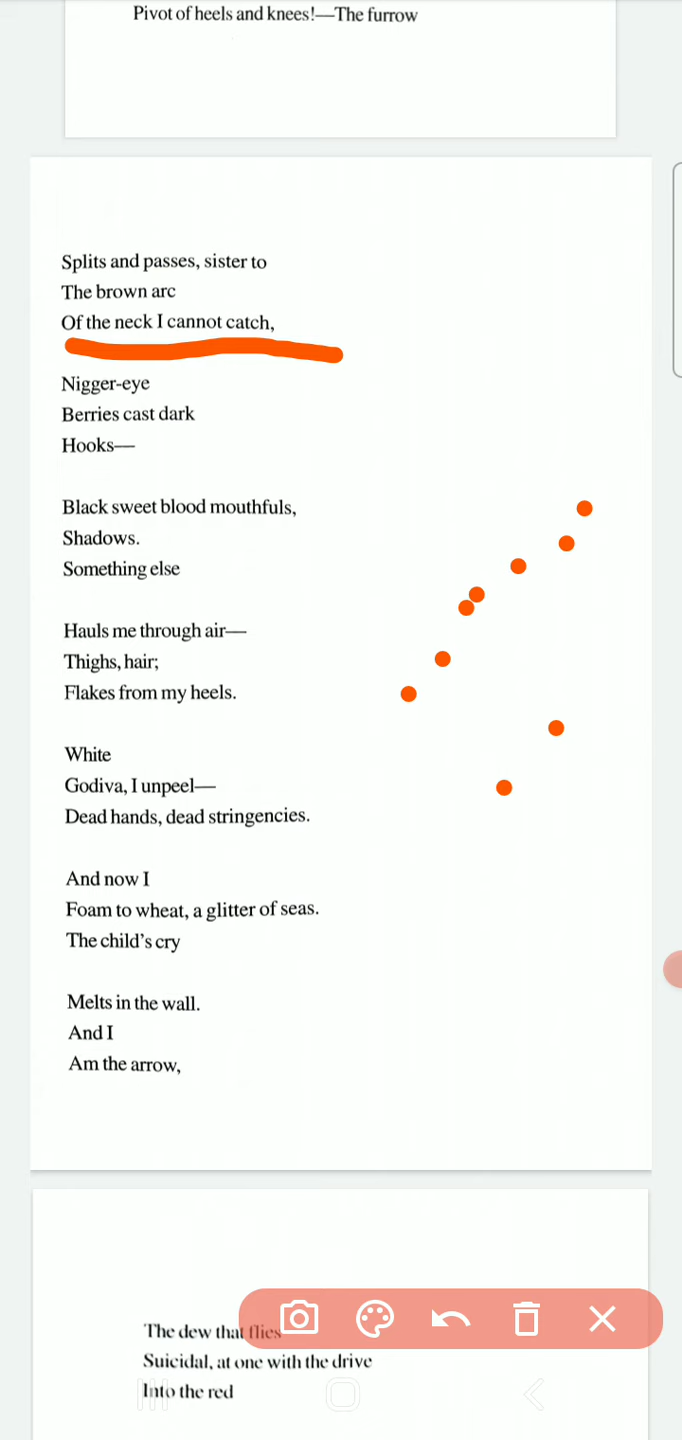 Pivot of heels and knees!—The furrow
Splits and passes, sister to
The brown arc
Of the neck I cannot catch,
Nigger-eye
Berries cast dark
Hooks—
Black sweet blood mouthfuls,
Shadows.
Something else
Hauls me through air—
Thighs, hair;
Flakes from my heels.
White
Godiva, I unpeel—
Dead hands, dead stringencies.
And now I
Foam to wheat, a glitter of seas.
The child's cry
Melts in the wall.
And I
Am the arrow,
The dew that flies
Suicidal, at one with the drive
Into the red